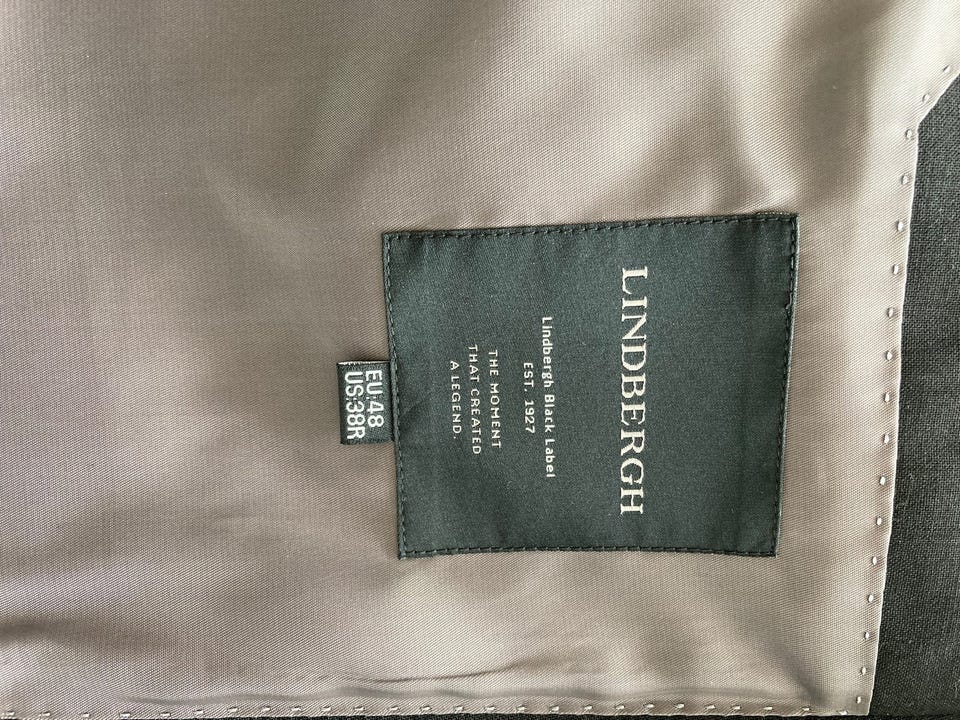 LINDBERGH
Lindbergh Black Label
EST. 1927
THE MOMENT
THAT CREATED
A LEGEND.
EU:48
US:38R